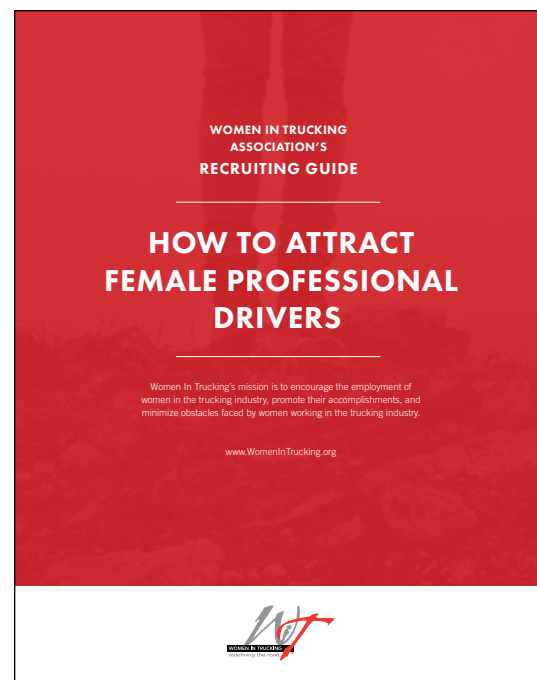 WOMEN IN TRUCKING
ASSOCIATION'S
RECRUITING GUIDE
HOW TO ATTRACT
FEMALE PROFESSIONAL
DRIVERS
Women In Trucking's mission is to encourage the employment of
women in the trucking industry, promote their accomplishments, and
minimize obstacles faced by women working in the trucking industry.
www.WomenInTrucking.org
WiT
WOMEN IN TRUCKING
redefining the road